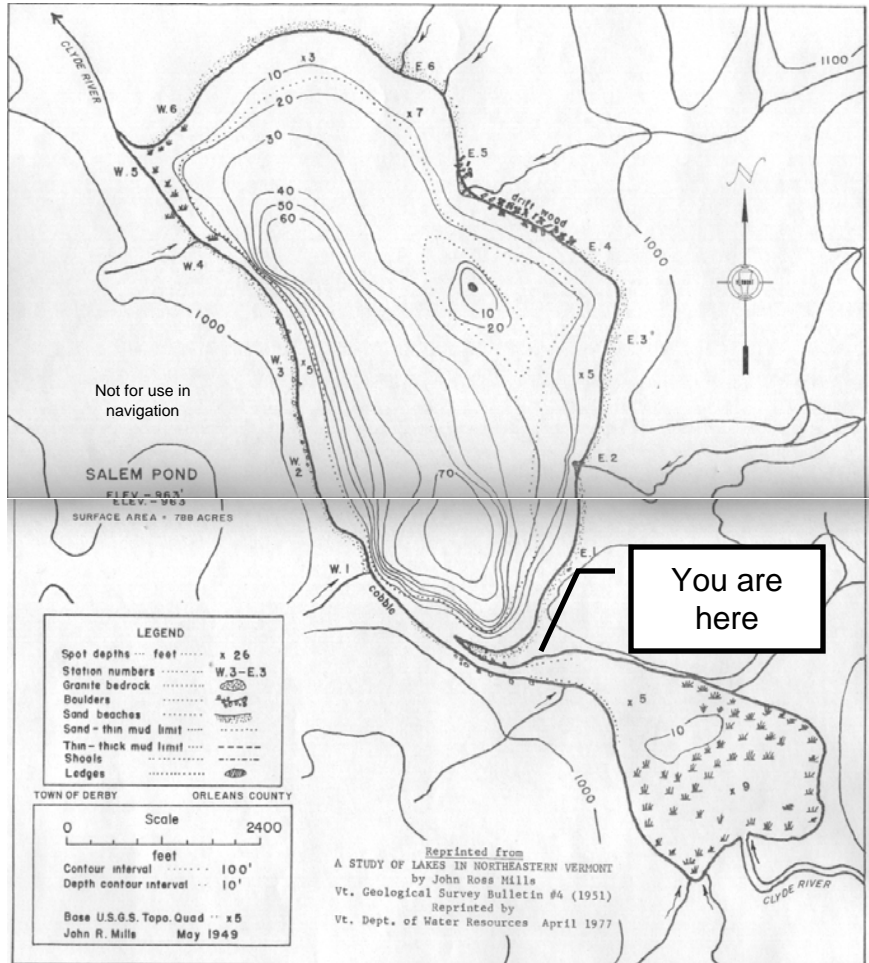 CLYDE RIVER
W.6
10
x3
E.6
1100
20
x7
W.5
30
E.5
drift wood
40
50
60
E.4
N
W.4
1000
1000
10
20
E.3
W.3
x5
x5
Not for use in
navigation
W.2
70
E.2
SALEM POND
ELEV. - 963'
ELEV. - 963
SURFACE AREA - 788 ACRES
W.1
cobble
E.1
You are
here
LEGEND
Spot depths ··· feet ·· x 26
Station numbers ······· W.3-E.3
Granite bedrock ·······
Boulders ·······
Sand beaches ·······
Sand-thin mud limit ····
Thin-thick mud limit ····
Shoals ·······
Ledges ·······
x 5
10
x 9
1000
TOWN OF DERBY ORLEANS COUNTY
Scale
0 2400
feet
Contour interval ······ 100'
Depth contour interval ·· 10'
Base U.S.G.S. Topo. Quad ·· x5
John R. Mills May 1949
Reprinted from
A STUDY OF LAKES IN NORTHEASTERN VERMONT
by John Ross Mills
Vt. Geological Survey Bulletin #4 (1951)
Reprinted by
Vt. Dept. of Water Resources April 1977
CLYDE RIVER